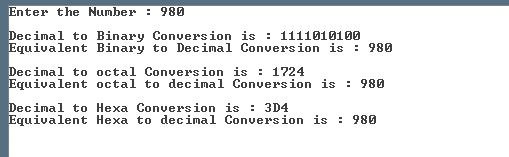 Enter the Number : 980
Decimal to Binary Conversion is : 1111010100
Equivalent Binary to Decimal Conversion is : 980
Decimal to octal Conversion is : 1724
Equivalent octal to decimal Conversion is : 980
Decimal to Hexa Conversion is : 3D4
Equivalent Hexa to decimal Conversion is : 980